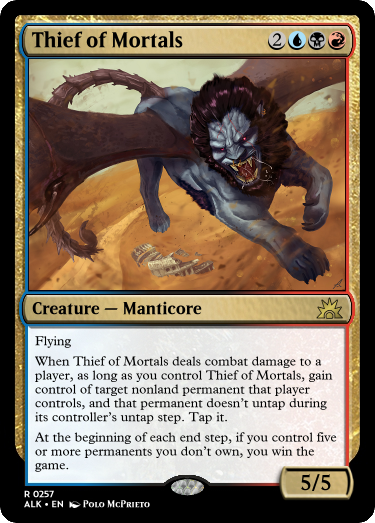 Thief of Mortals 2
Creature — Manticore
Flying
When Thief of Mortals deals combat damage to a
player, as long as you control Thief of Mortals, gain
control of target nonland permanent that player
controls, and that permanent doesn't untap during
its controller's untap step. Tap it.
At the beginning of each end step, if you control five
or more permanents you don't own, you win the
game.
5/5
R 0257
ALK • EN Polo McPrieto